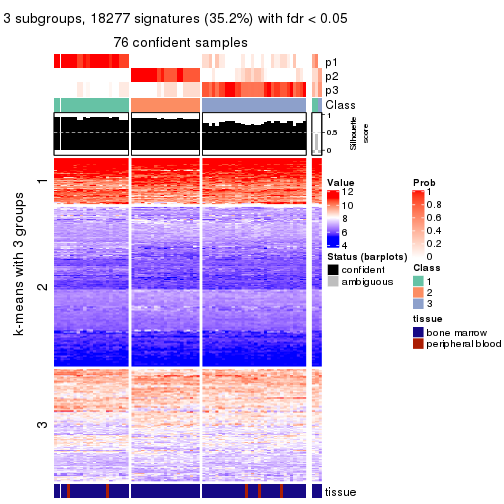 3 subgroups, 18277 signatures (35.2%) with fdr < 0.05
76 confident samples
p1
p2
p3
Class
1
0.5
0
Silhouette
score
k-means with 3 groups
1
2
3
tissue
Value
12
10
8
6
4
Status (barplots)
confident
ambiguous
Prob
1
0.8
0.6
0.4
0.2
0
Class
1
2
3
tissue
bone marrow
peripheral blood